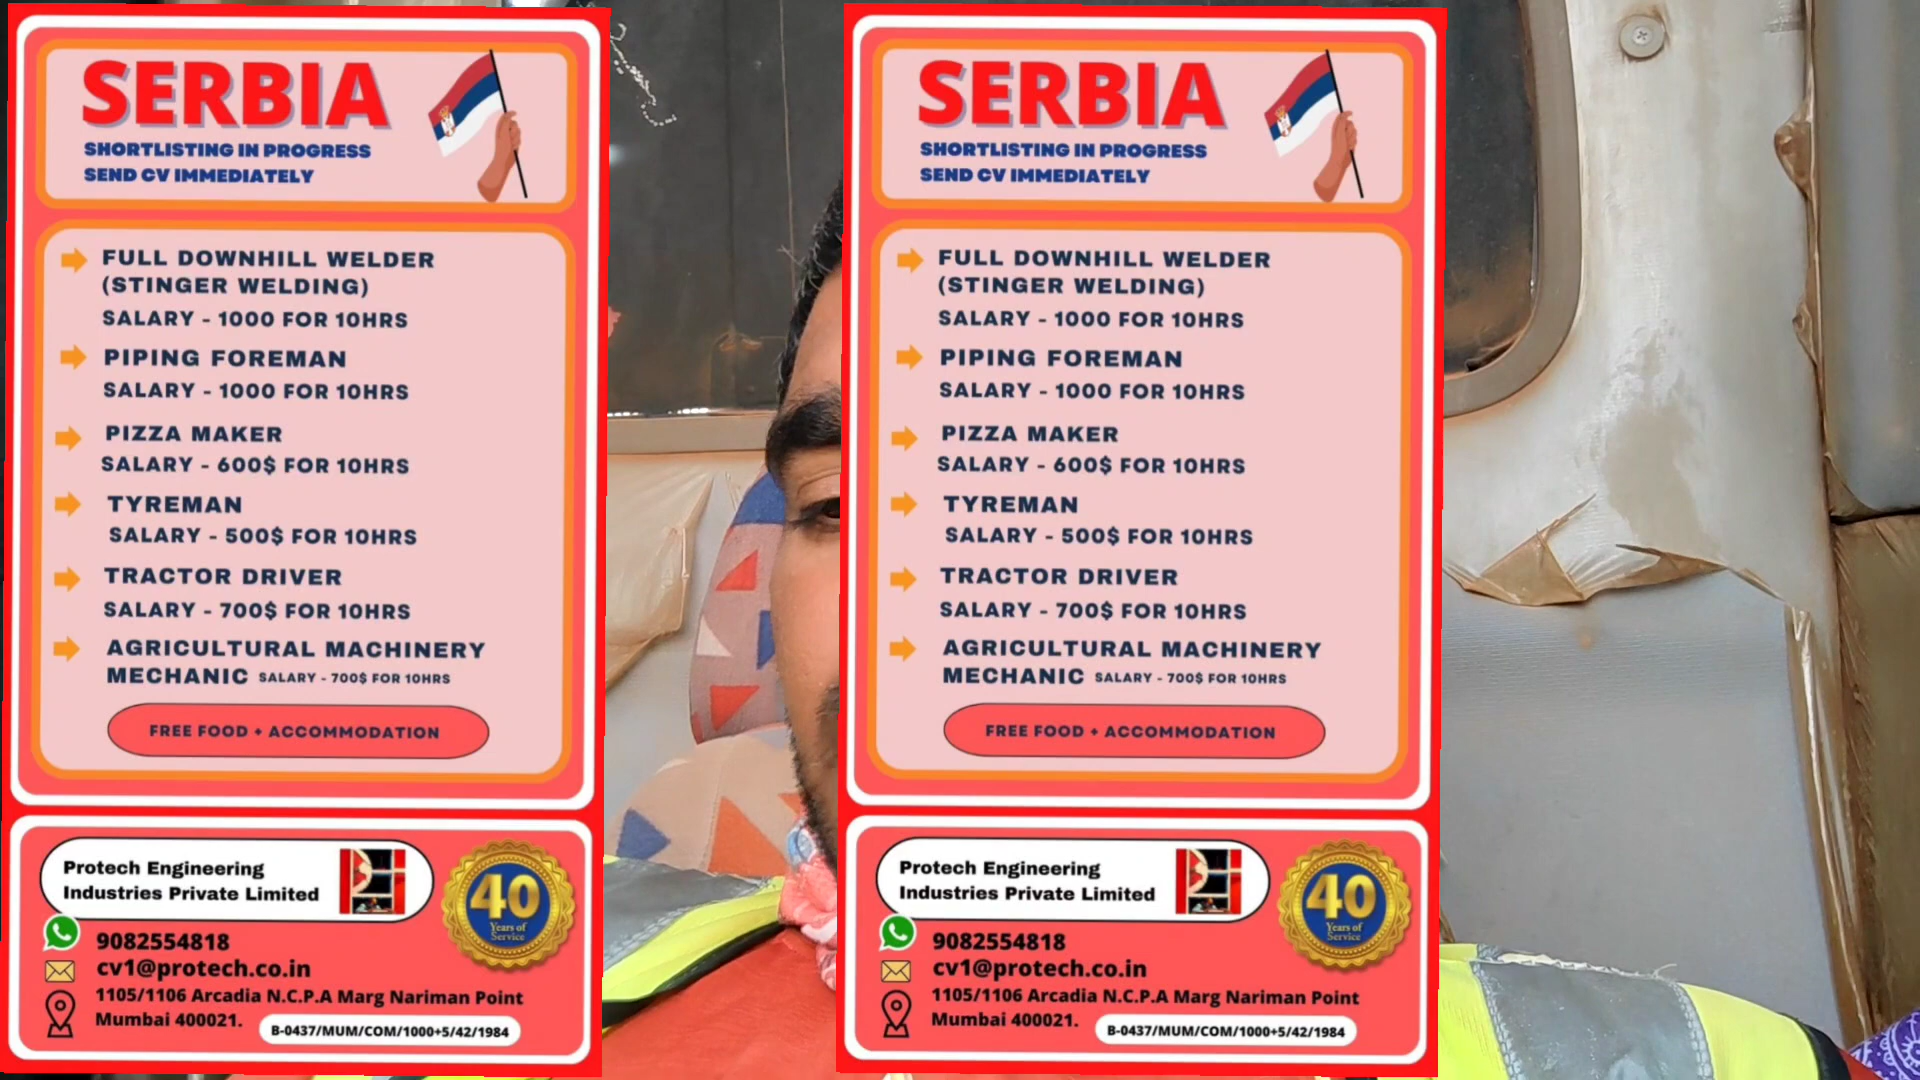 SERBIA
SHORTLISTING IN PROGRESS
SEND CV IMMEDIATELY
FULL DOWNHILL WELDER
(STINGER WELDING)
SALARY - 1000 FOR 10HRS
PIPING FOREMAN
SALARY - 1000 FOR 10HRS
PIZZA MAKER
SALARY - 600$ FOR 10HRS
TYREMAN
SALARY - 500$ FOR 10HRS
TRACTOR DRIVER
SALARY - 700$ FOR 10HRS
AGRICULTURAL MACHINERY
MECHANIC SALARY - 700$ FOR 10HRS
FREE FOOD + ACCOMMODATION
Protech Engineering
Industries Private Limited
40
Years of
Service
9082554818
cv1@protech.co.in
1105/1106 Arcadia N.C.P.A Marg Nariman Point
Mumbai 400021.
B-0437/MUM/COM/1000+5/42/1984
SERBIA
SHORTLISTING IN PROGRESS
SEND CV IMMEDIATELY
FULL DOWNHILL WELDER
(STINGER WELDING)
SALARY - 1000 FOR 10HRS
PIPING FOREMAN
SALARY - 1000 FOR 10HRS
PIZZA MAKER
SALARY - 600$ FOR 10HRS
TYREMAN
SALARY - 500$ FOR 10HRS
TRACTOR DRIVER
SALARY - 700$ FOR 10HRS
AGRICULTURAL MACHINERY
MECHANIC SALARY - 700$ FOR 10HRS
FREE FOOD + ACCOMMODATION
Protech Engineering
Industries Private Limited
40
Years of
Service
9082554818
cv1@protech.co.in
1105/1106 Arcadia N.C.P.A Marg Nariman Point
Mumbai 400021.
B-0437/MUM/COM/1000+5/42/1984